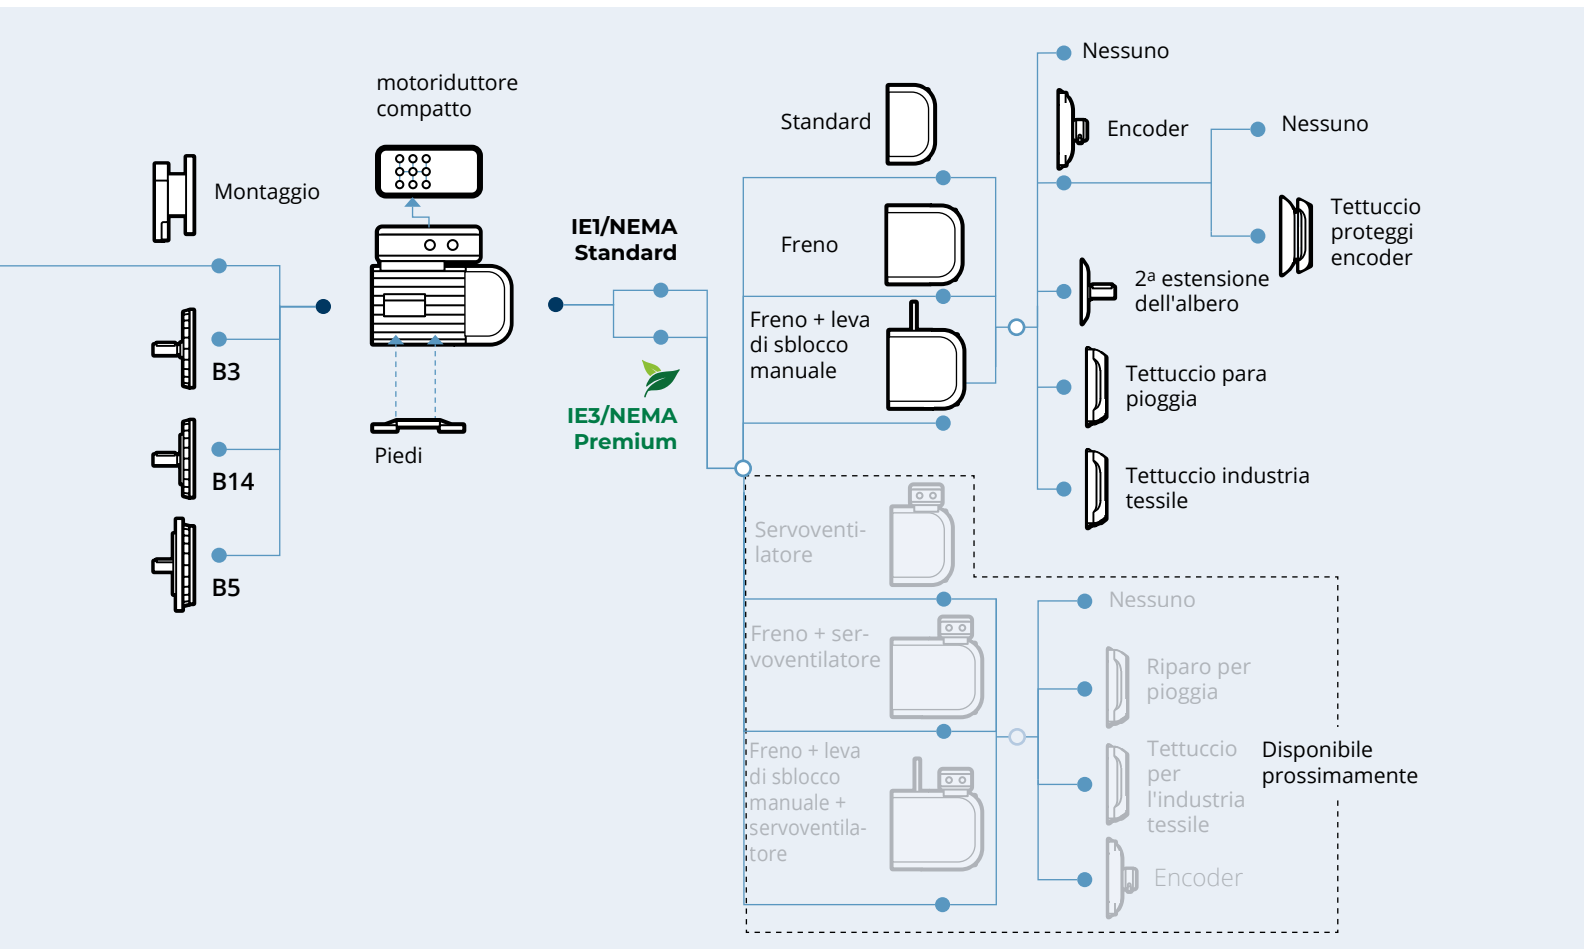 motoriduttore
compatto
Montaggio
B3
B14
B5
Piedi
IE1/NEMA
Standard
IE3/NEMA
Premium
Standard
Freno
Freno + leva
di sblocco
manuale
Nessuno
Encoder
Nessuno
Tettuccio
proteggi
encoder
2ª estensione
dell'albero
Tettuccio para
pioggia
Tettuccio industria
tessile
Servoventi-
latore
Freno + ser-
voventilatore
Freno + leva
di sblocco
manuale +
servoventila-
tore
Nessuno
Riparo per
pioggia
Tettuccio
per
l'industria
tessile
Encoder
Disponibile
prossimamente